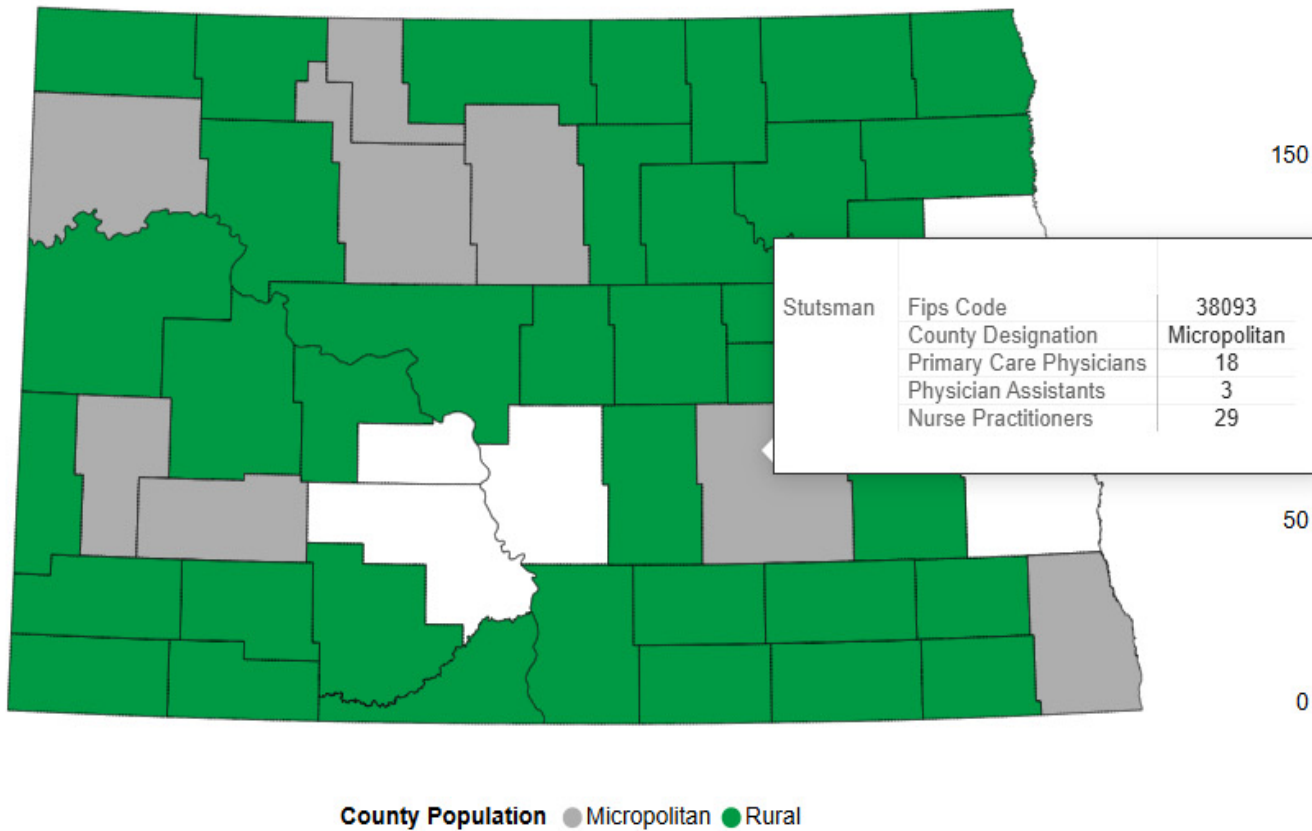 150
Stutsman Fips Code 38093
County Designation Micropolitan
Primary Care Physicians 18
Physician Assistants 3
Nurse Practitioners 29
50
0
County Population Micropolitan Rural